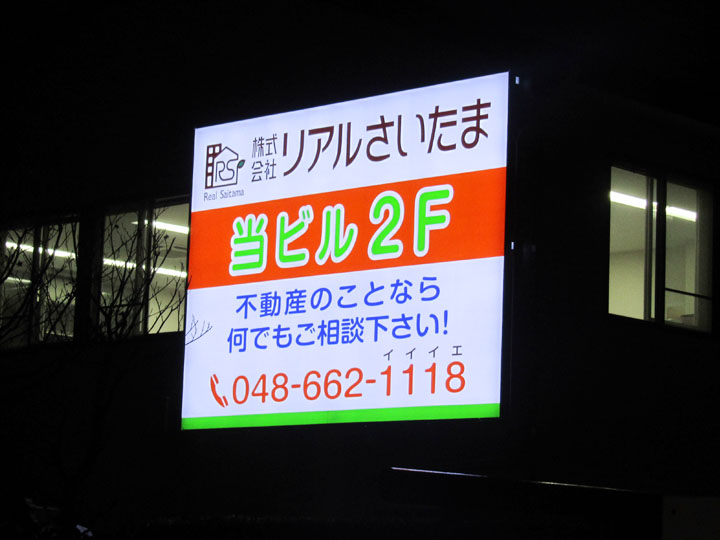 RS
Real Saitama
株式会社リアルさいたま
当ビル2F
不動産のことなら
何でもご相談下さい!
イイイエ
048-662-1118